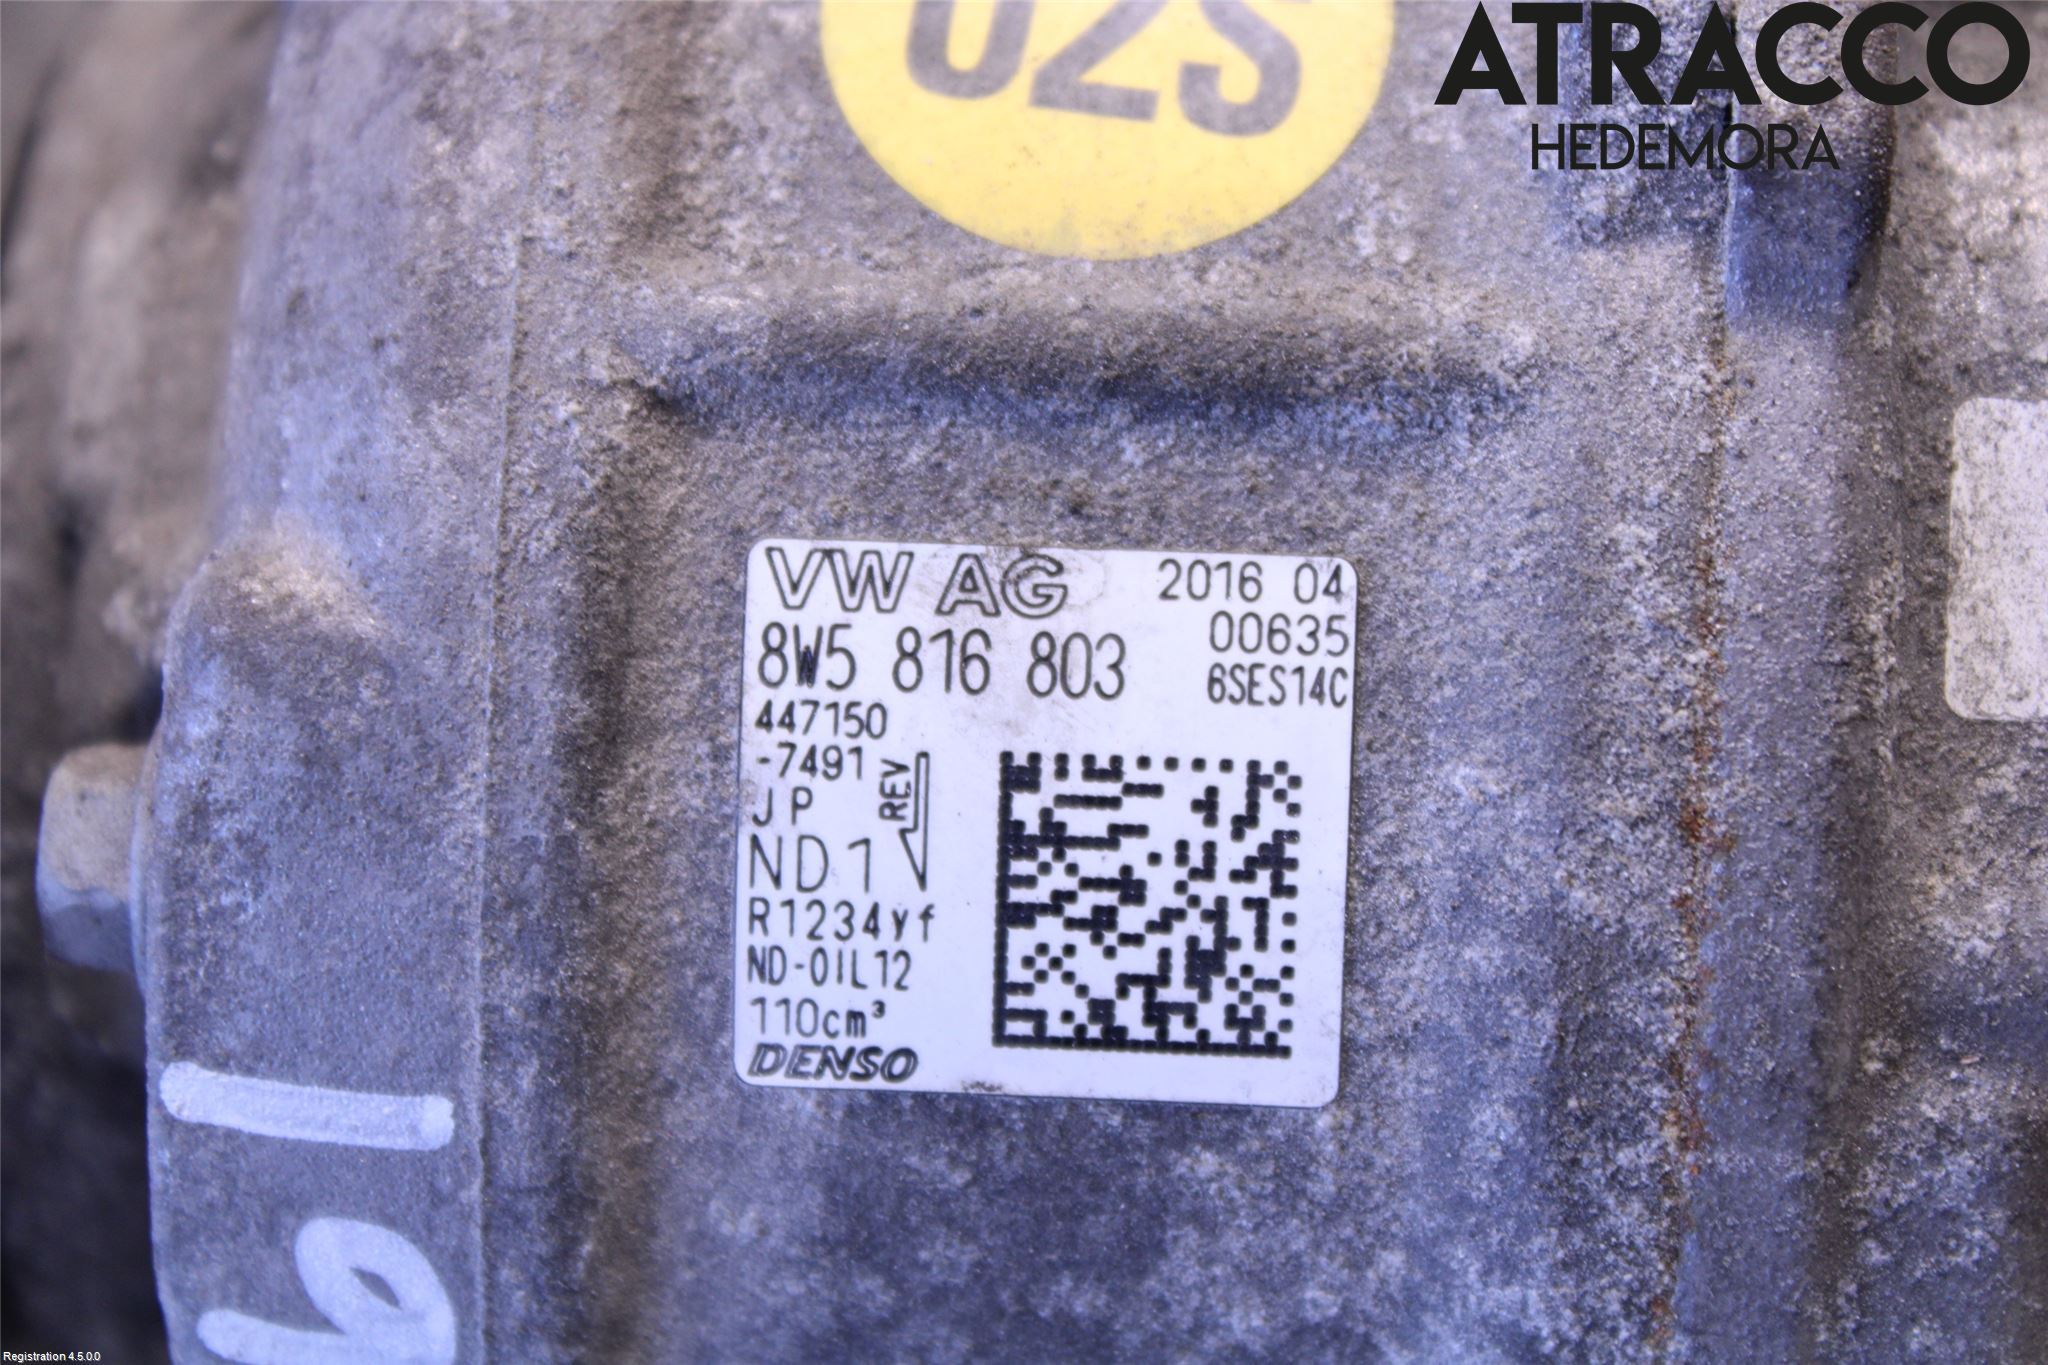 02S
ATRACCO
HEDEMORA
VW AG 2016 04
00635
8W5 816 803
6SES14C
447150
-7491
REV
JP
ND1
R1234yf
ND-OIL12
110cm³
DENSO
Registration 4.5.0.0